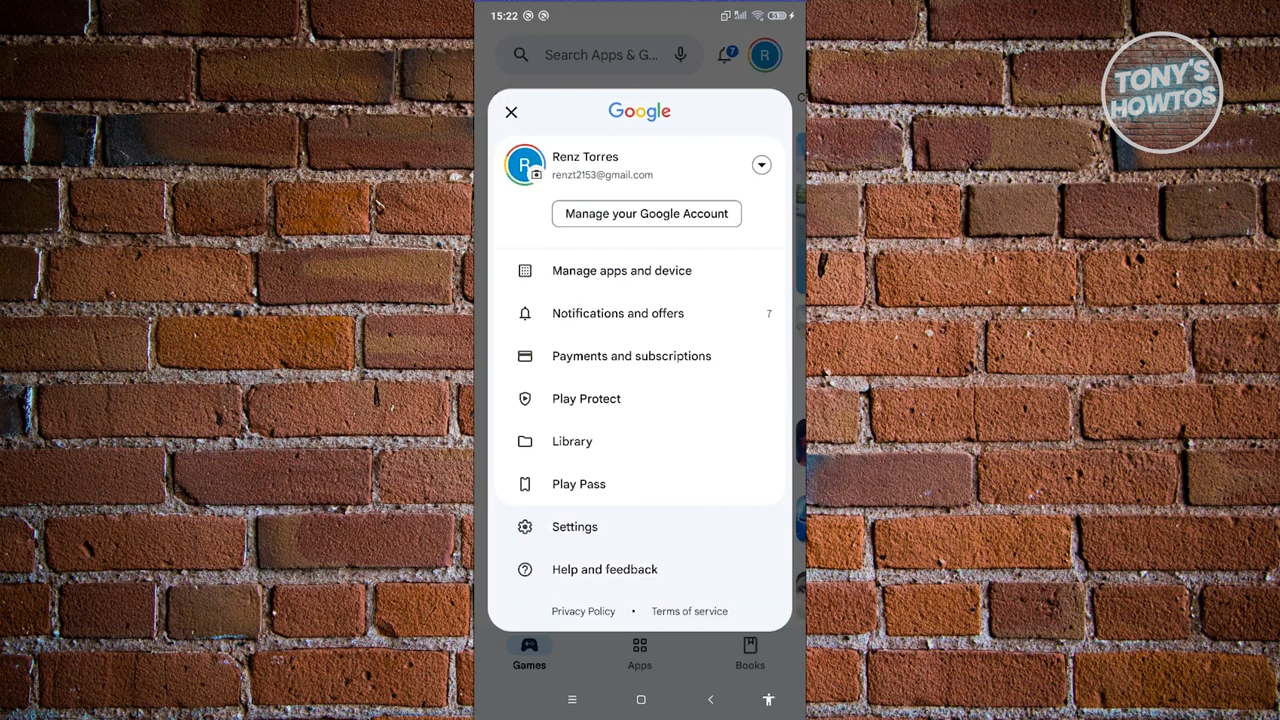 15:22
Search Apps & G...
7
R
TONY'S
HOWTOS
Google
R
Renz Torres
renzt2153@gmail.com
Manage your Google Account
Manage apps and device
Notifications and offers
7
Payments and subscriptions
Play Protect
Library
Play Pass
Settings
Help and feedback
Privacy Policy • Terms of service
Games
Apps
Books